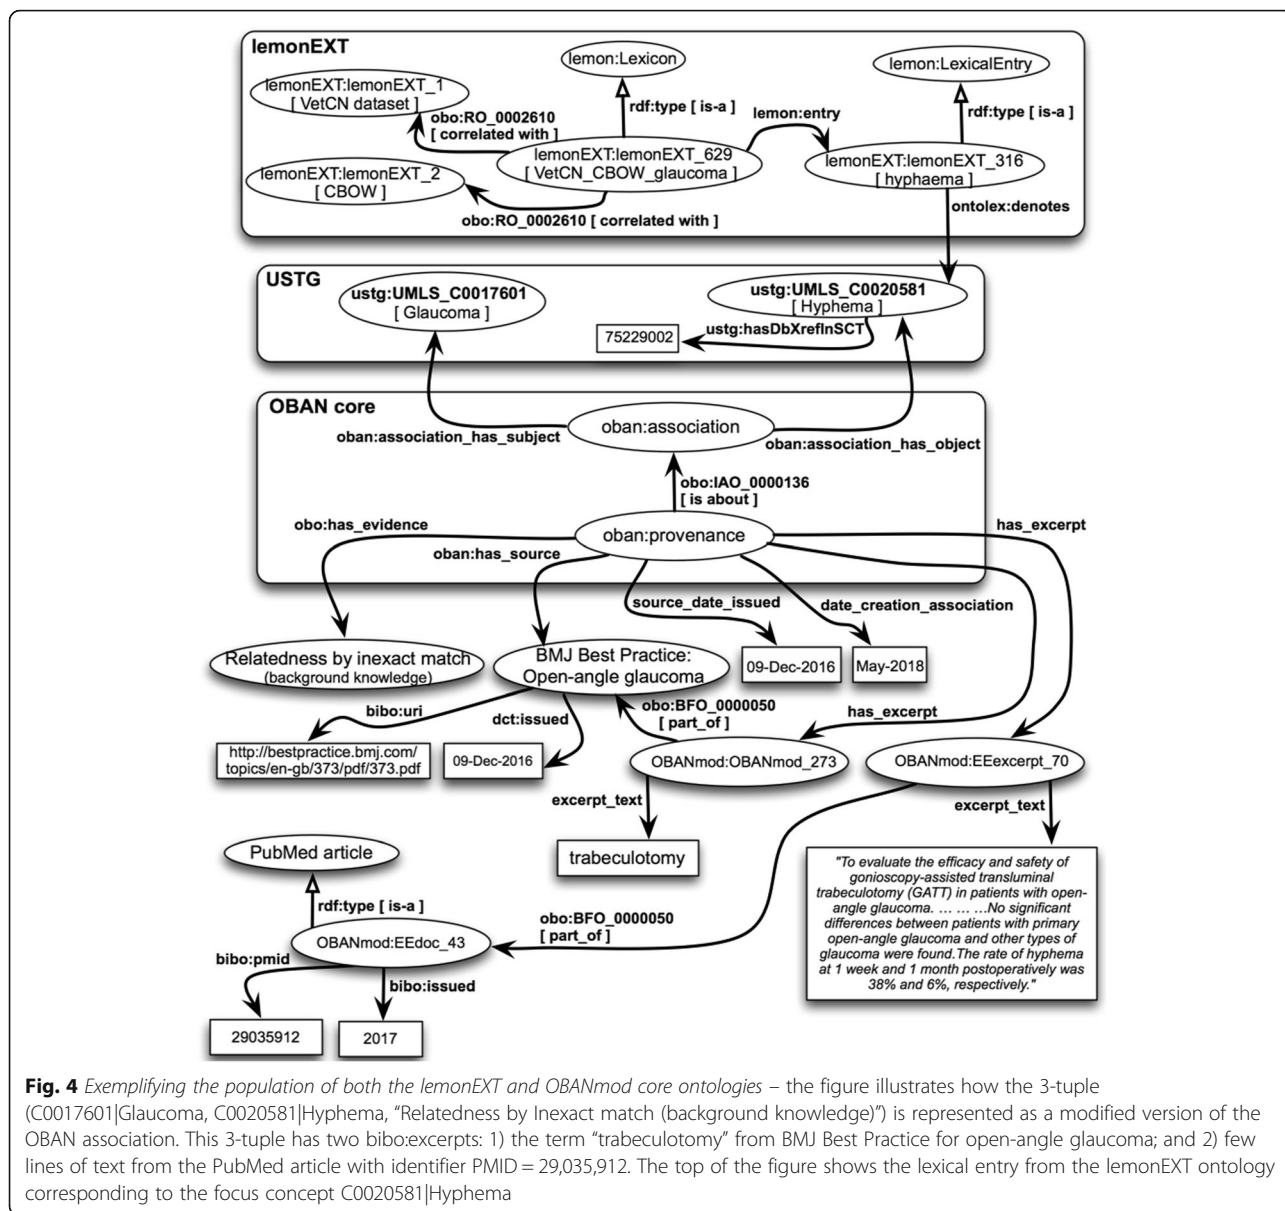 lemonEXT
lemon:Lexicon
lemon:LexicalEntry
lemonEXT:lemonEXT_1
[ VetCN dataset ]
rdf:type [ is-a ]
rdf:type [ is-a ]
obo:RO_0002610
[ correlated with ]
lemon:entry
lemonEXT:lemonEXT_629
[ VetCN_CBOW_glaucoma ]
lemonEXT:lemonEXT_316
[ hyphaema ]
lemonEXT:lemonEXT_2
[ CBOW ]
obo:RO_0002610 [ correlated with ]
ontolex:denotes
USTG
ustg:UMLS_C0017601
[ Glaucoma ]
ustg:UMLS_C0020581
[ Hyphema ]
ustg:hasDbXrefInSCT
75229002
OBAN core
oban:association
oban:association_has_subject
oban:association_has_object
obo:IAO_0000136
[ is about ]
obo:has_evidence
oban:provenance
has_excerpt
oban:has_source
source_date_issued
date_creation_association
Relatedness by inexact match
(background knowledge)
BMJ Best Practice:
Open-angle glaucoma
09-Dec-2016
May-2018
bibo:uri
dct:issued
obo:BFO_0000050
[ part_of ]
has_excerpt
http://bestpractice.bmj.com/
topics/en-gb/373/pdf/373.pdf
09-Dec-2016
OBANmod:OBANmod_273
OBANmod:EEexcerpt_70
excerpt_text
excerpt_text
trabeculotomy
PubMed article
"To evaluate the efficacy and safety of
gonioscopy-assisted transluminal
trabeculotomy (GATT) in patients with open-
angle glaucoma. ... ... ...No significant
differences between patients with primary
open-angle glaucoma and other types of
glaucoma were found.The rate of hyphema
at 1 week and 1 month postoperatively was
38% and 6%, respectively."
rdf:type [ is-a ]
obo:BFO_0000050
[ part_of ]
OBANmod:EEdoc_43
bibo:pmid
bibo:issued
29035912
2017
Fig. 4 Exemplifying the population of both the lemonEXT and OBANmod core ontologies – the figure illustrates how the 3-tuple
(C0017601|Glaucoma, C0020581|Hyphema, “Relatedness by Inexact match (background knowledge)”) is represented as a modified version of the
OBAN association. This 3-tuple has two bibo:excerpts: 1) the term “trabeculotomy” from BMJ Best Practice for open-angle glaucoma; and 2) few
lines of text from the PubMed article with identifier PMID = 29,035,912. The top of the figure shows the lexical entry from the lemonEXT ontology
corresponding to the focus concept C0020581|Hyphema